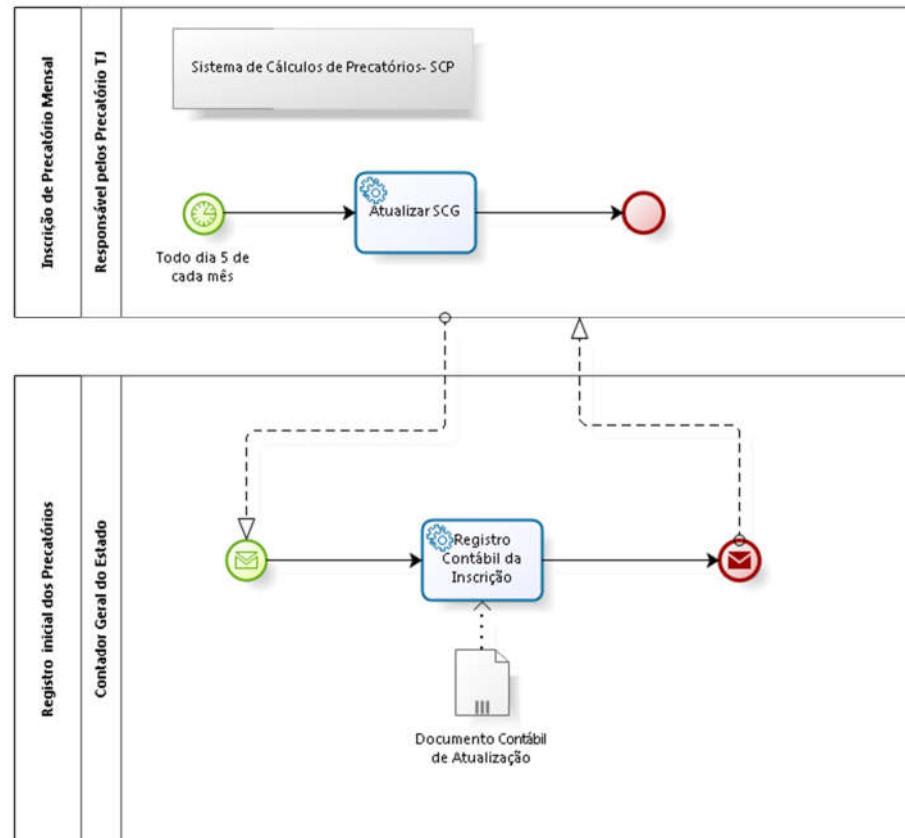 Inscrição de Precatório Mensal
Responsável pelos Precatório TJ
Sistema de Cálculos de Precatórios- SCP
Atualizar SCG
Todo dia 5 de
cada mês
Registro inicial dos Precatórios
Contador Geral do Estado
Registro
Contábil da
Inscrição
Documento Contábil
de Atualização